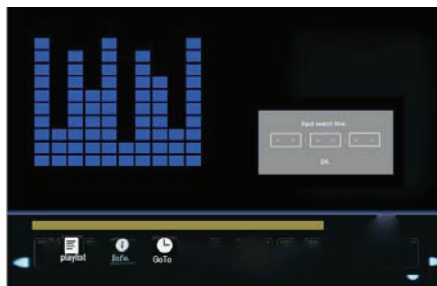 Input search time
-- : -- : --
OK
playlist Info GoTo